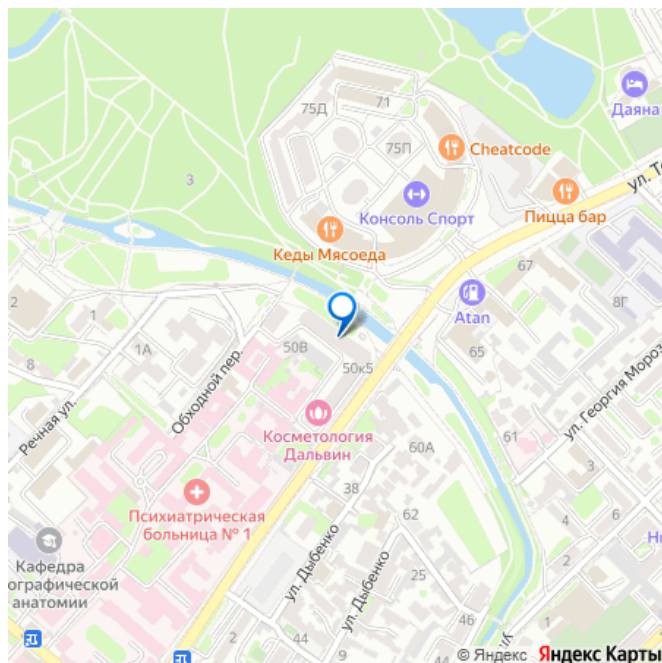 75Д
71
75П
Cheatcode
Даяна
Консоль Спорт
Пицца бар
Кеды Мясоеда
3
67
8Г
Atan
65
2
1
1А
8
50В
50к5
Обходной пер.
Речная ул.
Косметология
Дальвин
61
ул. Георгия Мороз
60А
3
38
62
4
6
Психиатрическая
больница № 1
Кафедра
ографической
анатомии
ул. Дыбенко
ул. Дыбенко
25
2
46
44
2
9
© Яндекс Яндекс Карты